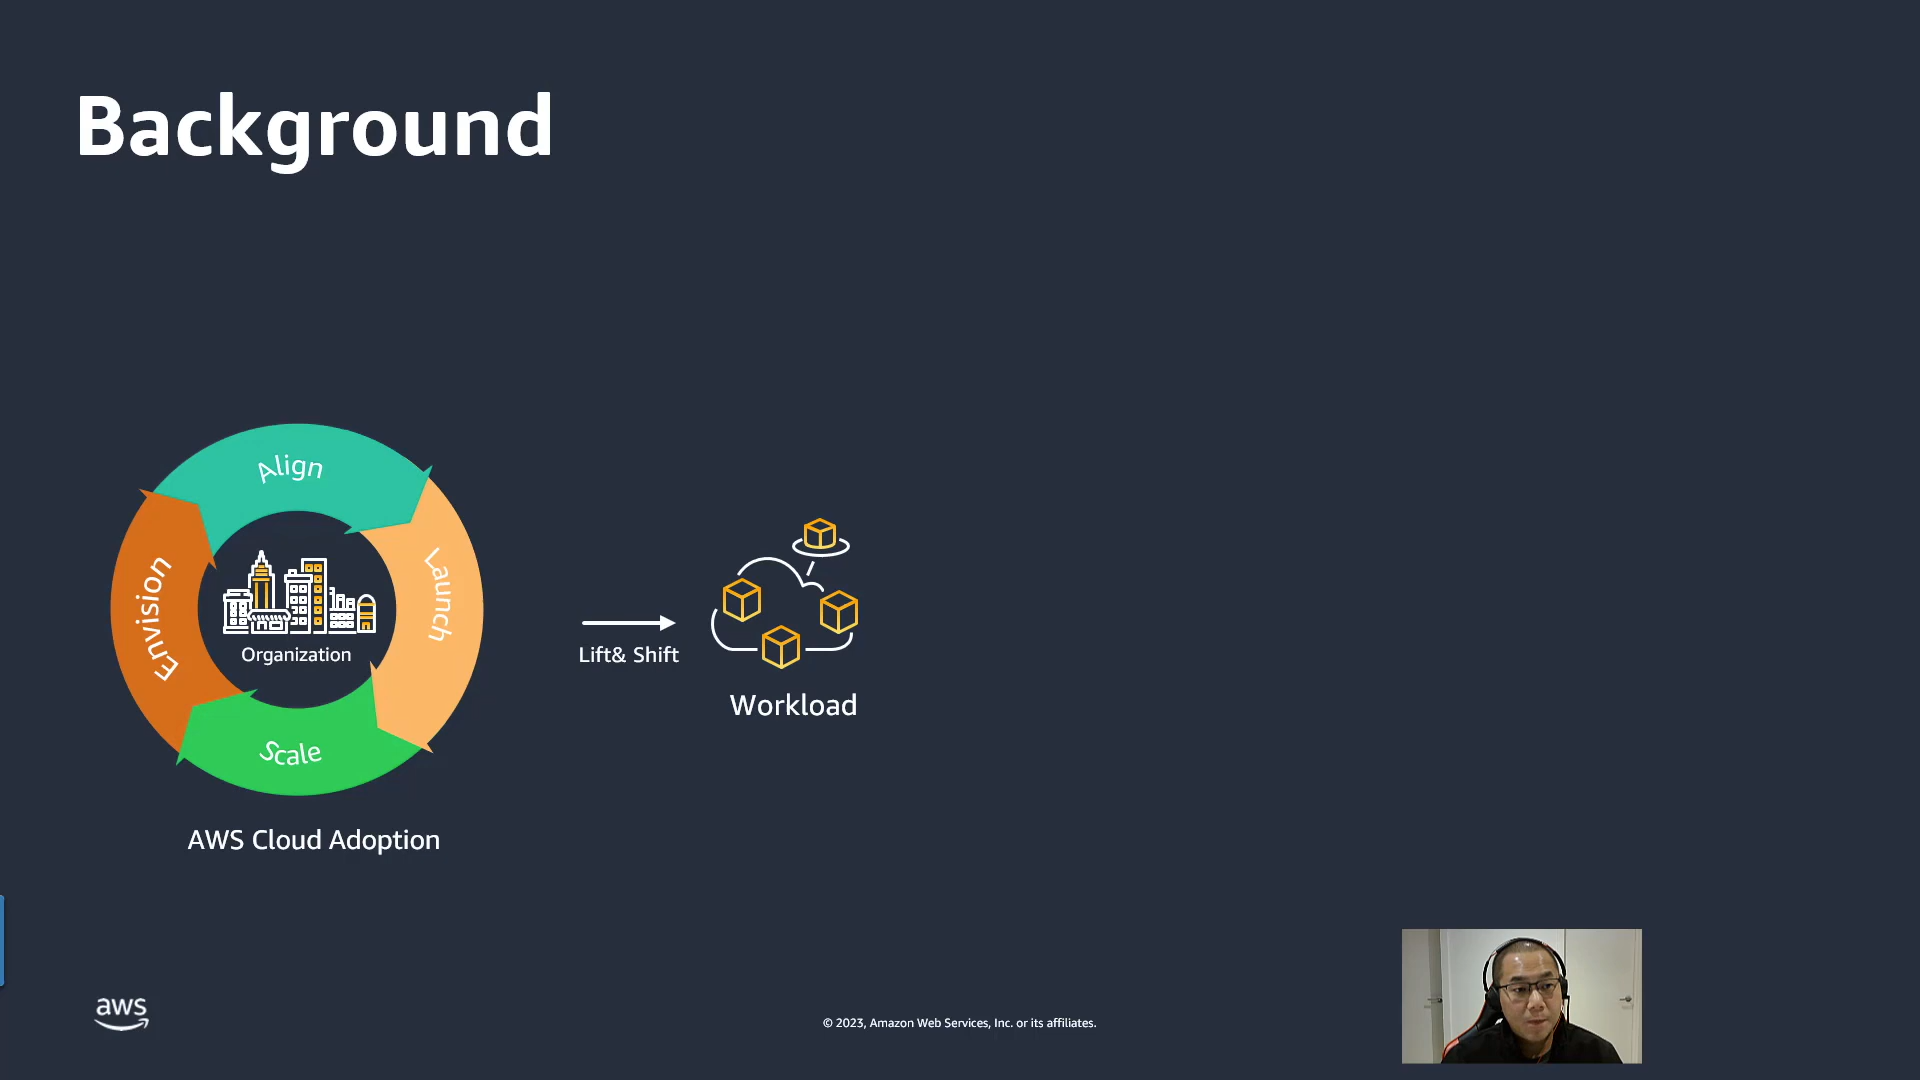 Background
Align
Launch
Envision
Organization
Scale
AWS Cloud Adoption
Lift& Shift
Workload
aws
© 2023, Amazon Web Services, Inc. or its affiliates.